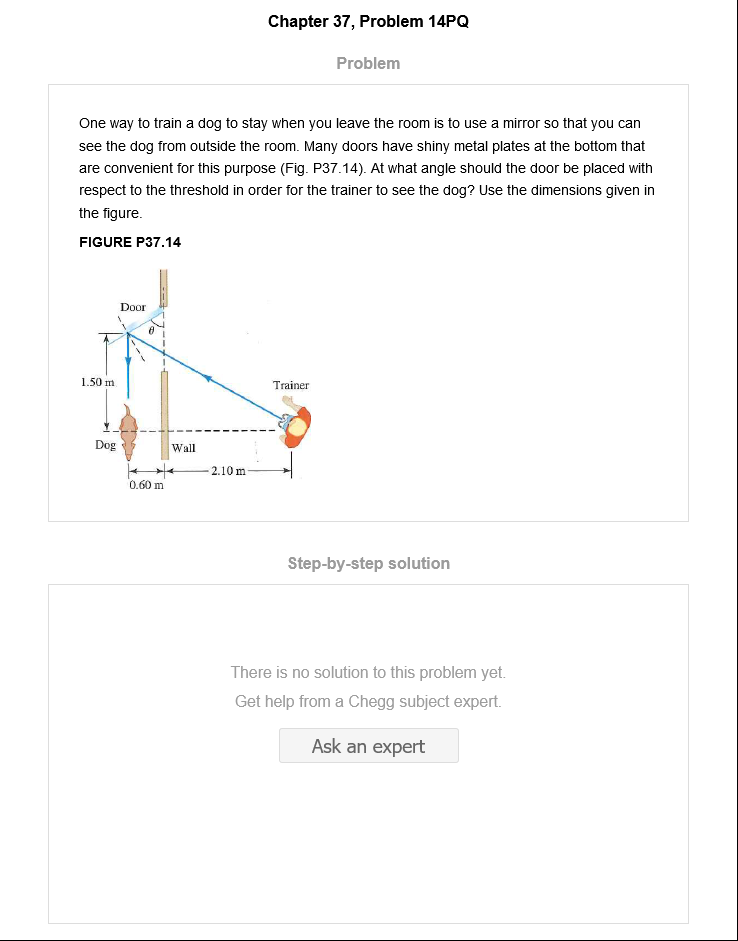 Chapter 37, Problem 14PQ
Problem
One way to train a dog to stay when you leave the room is to use a mirror so that you can
see the dog from outside the room. Many doors have shiny metal plates at the bottom that
are convenient for this purpose (Fig. P37.14). At what angle should the door be placed with
respect to the threshold in order for the trainer to see the dog? Use the dimensions given in
the figure.
FIGURE P37.14
Door
θ
1.50 m
Trainer
Dog
Wall
2.10 m
0.60 m
Step-by-step solution
There is no solution to this problem yet.
Get help from a Chegg subject expert.
Ask an expert